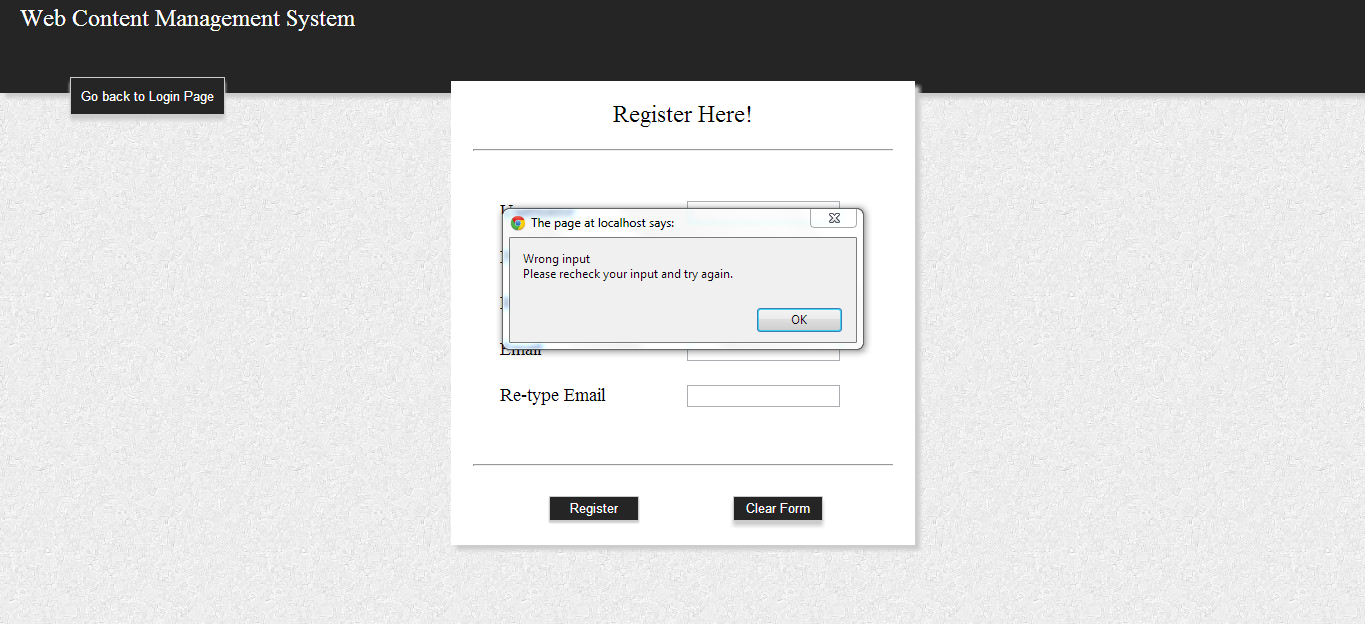 Web Content Management System
Go back to Login Page
Register Here!
The page at localhost says:
Wrong input
Please recheck your input and try again.
OK
Email
Re-type Email
Register
Clear Form